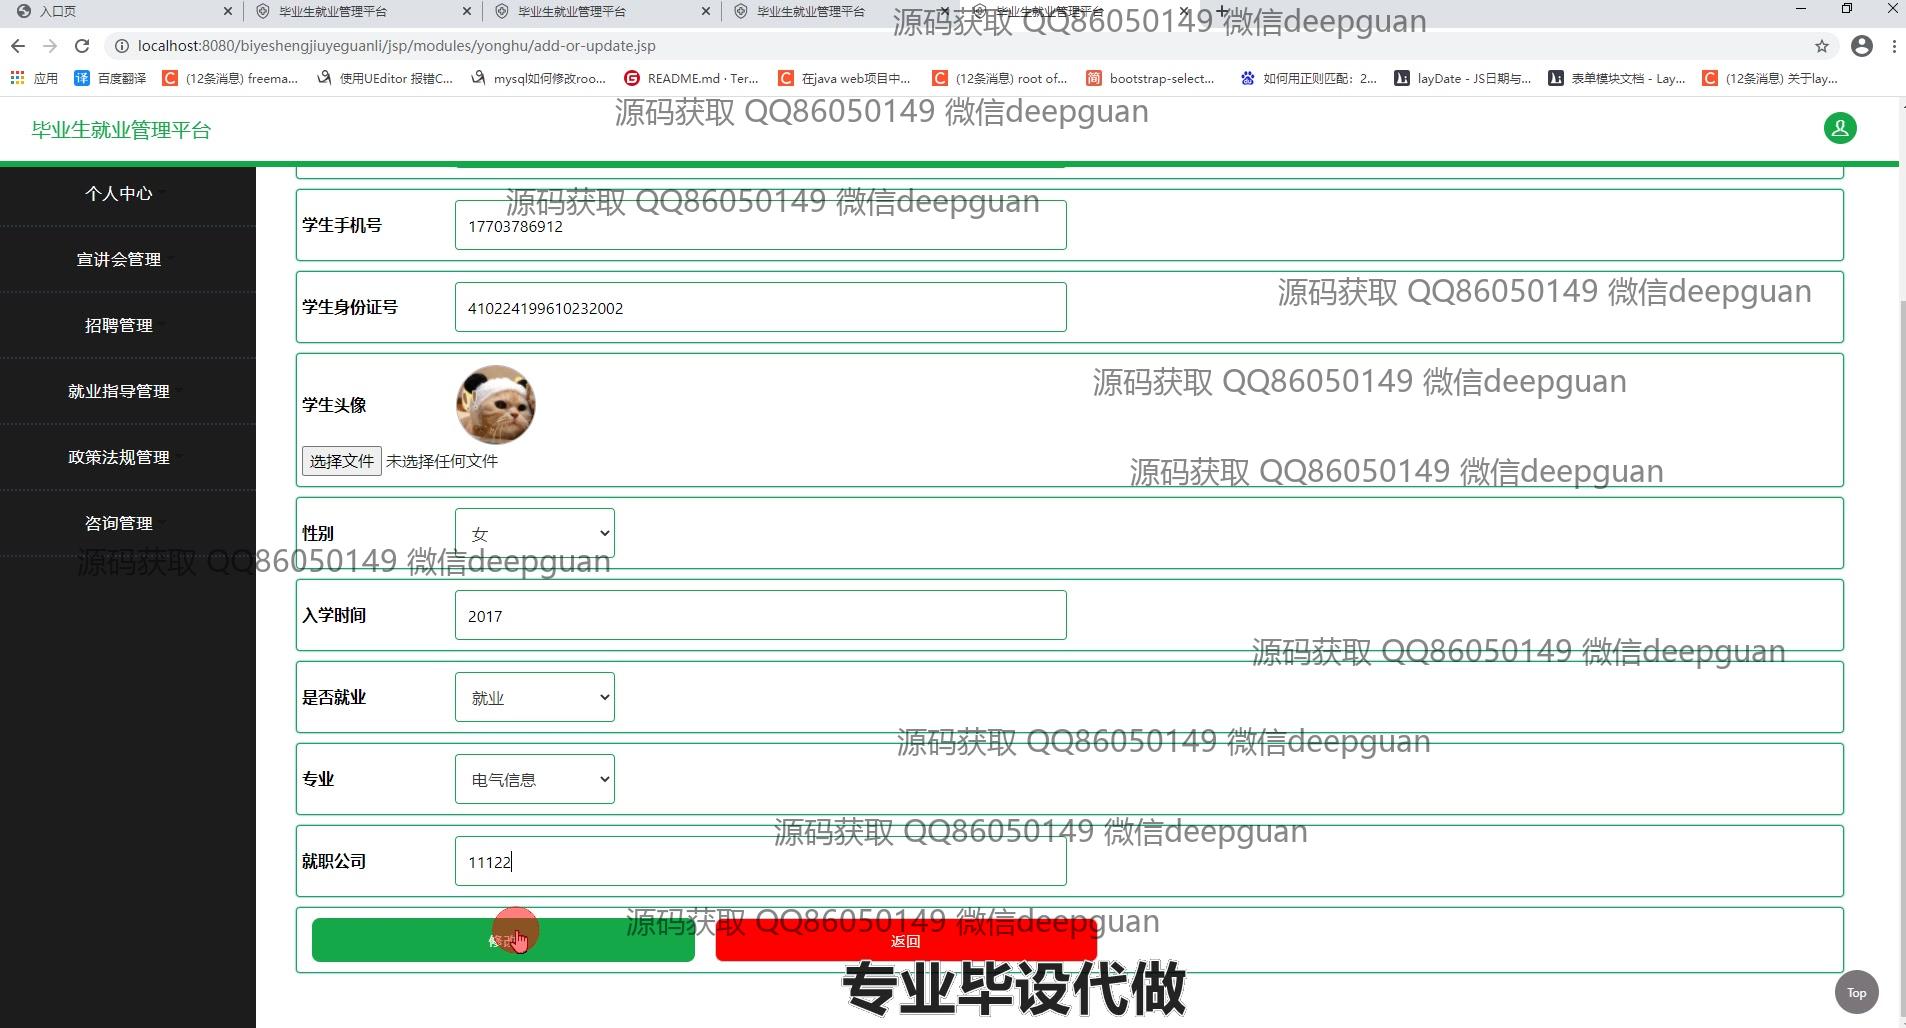 入口页
毕业生就业管理平台
毕业生就业管理平台
毕业生就业管理平台
毕业生就业管理平台
源码获取 QQ86050149 微信deepguan
localhost:8080/biyeshengjiuyeguanli/jsp/modules/yonghu/add-or-update.jsp
应用
译 百度翻译
C (12条消息) freema...
使用UEditor 报错C...
mysql如何修改roo...
G README.md · Ter...
C 在java web项目中...
C (12条消息) root of...
简 bootstrap-select...
如何用正则匹配：2...
layDate - JS日期与...
表单模块文档 - Lay...
C (12条消息) 关于lay...
源码获取 QQ86050149 微信deepguan
毕业生就业管理平台
个人中心
宣讲会管理
招聘管理
就业指导管理
政策法规管理
咨询管理
源码获取 QQ86050149 微信deepguan
学生手机号 17703786912
源码获取 QQ86050149 微信deepguan
学生身份证号 410224199610232002
源码获取 QQ86050149 微信deepguan
学生头像
选择文件 未选择任何文件
源码获取 QQ86050149 微信deepguan
性别 女
源码获取 QQ86050149 微信deepguan
入学时间 2017
源码获取 QQ86050149 微信deepguan
是否就业 就业
源码获取 QQ86050149 微信deepguan
专业 电气信息
源码获取 QQ86050149 微信deepguan
就职公司 11122
源码获取 QQ86050149 微信deepguan
修改 返回
专业毕设代做
Top